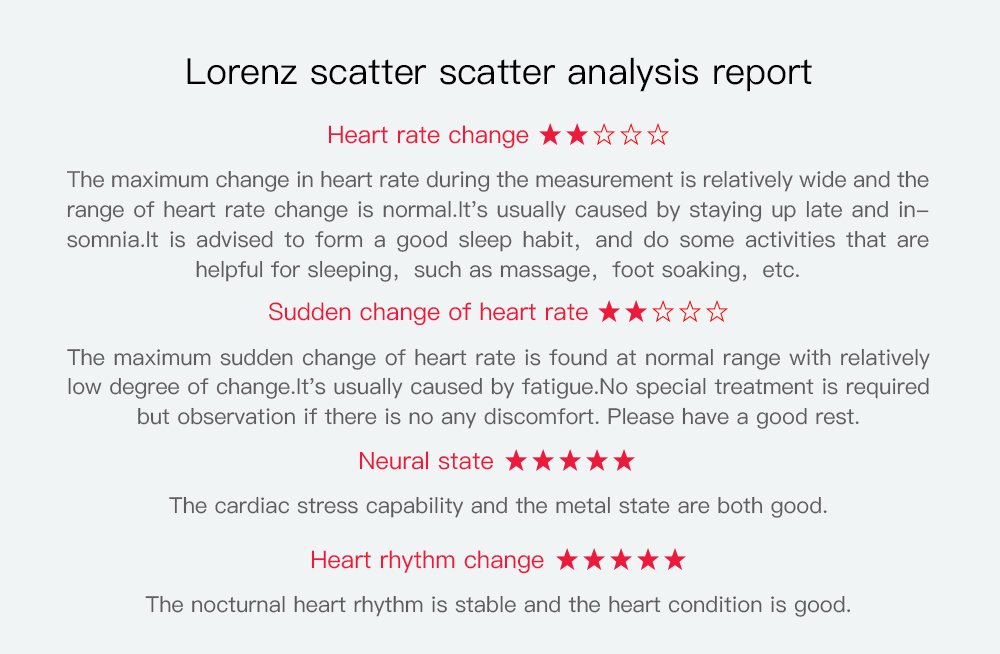 Lorenz scatter scatter analysis report
Heart rate change ★★☆☆☆
The maximum change in heart rate during the measurement is relatively wide and the
range of heart rate change is normal.It's usually caused by staying up late and in-
somnia.It is advised to form a good sleep habit, and do some activities that are
helpful for sleeping, such as massage, foot soaking, etc.
Sudden change of heart rate ★★☆☆☆
The maximum sudden change of heart rate is found at normal range with relatively
low degree of change.It's usually caused by fatigue.No special treatment is required
but observation if there is no any discomfort. Please have a good rest.
Neural state ★★★★★
The cardiac stress capability and the metal state are both good.
Heart rhythm change ★★★★★
The nocturnal heart rhythm is stable and the heart condition is good.